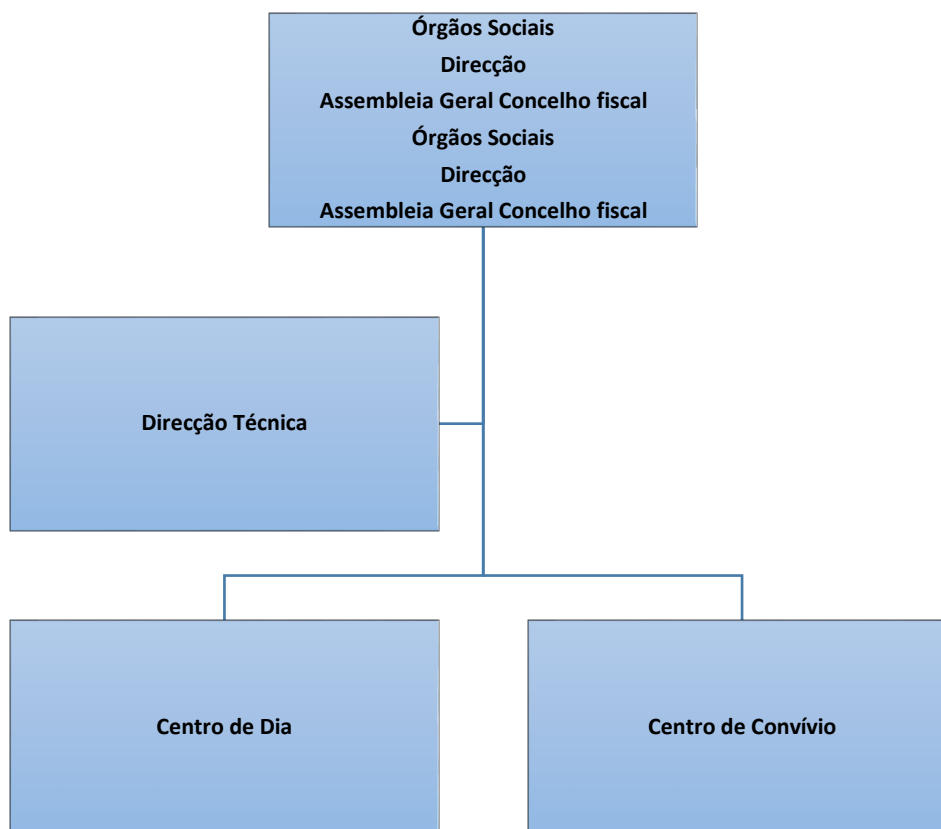 Órgãos Sociais
Direcção
Assembleia Geral Concelho fiscal
Órgãos Sociais
Direcção
Assembleia Geral Concelho fiscal
Direcção Técnica
Centro de Dia
Centro de Convívio